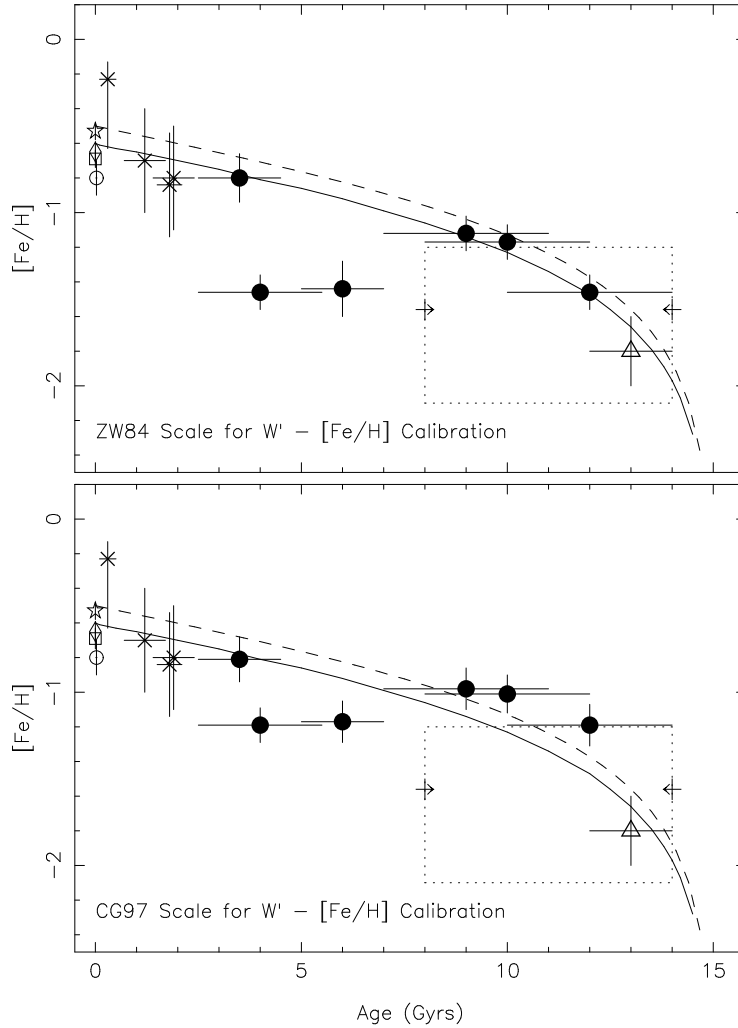 0
−1
−2
[Fe/H]
ZW84 Scale for W' − [Fe/H] Calibration
0
−1
−2
[Fe/H]
CG97 Scale for W' − [Fe/H] Calibration
0 5 10 15
Age (Gyrs)